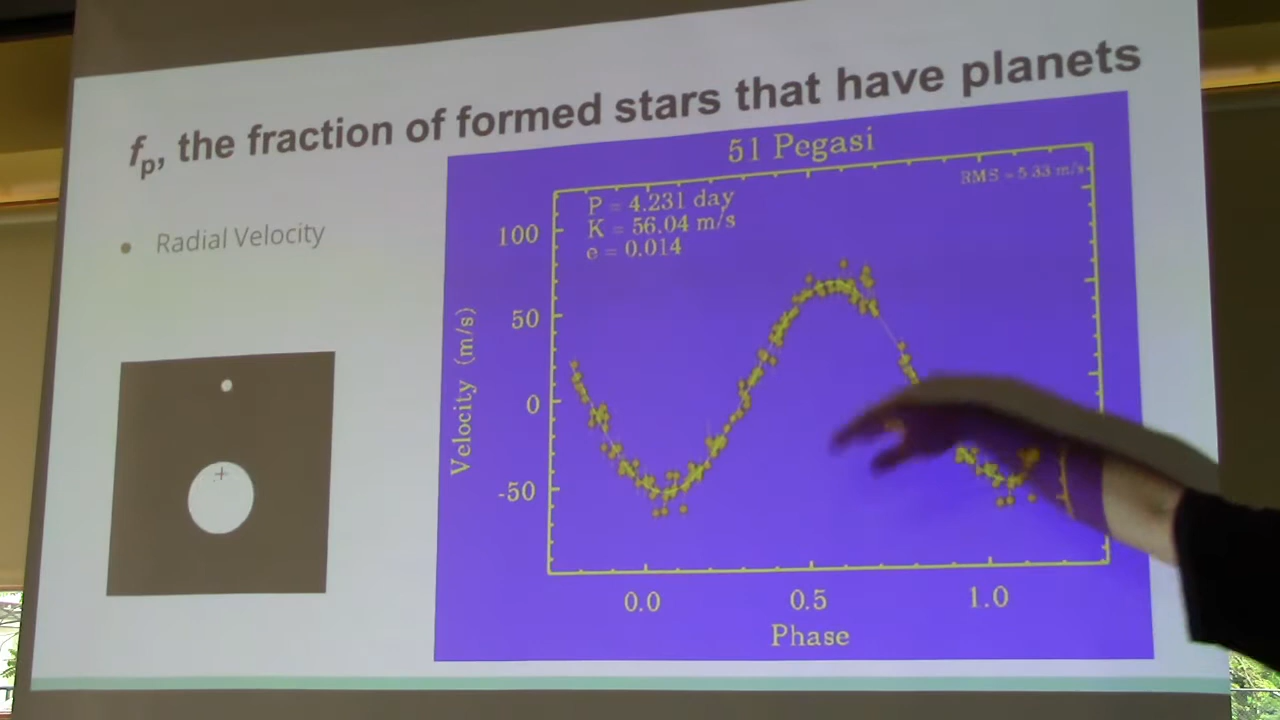 fp, the fraction of formed stars that have planets
• Radial Velocity
51 Pegasi
RMS = 5.33 m/s
P = 4.231 day
K = 56.04 m/s
e = 0.014
100
50
0
-50
Velocity (m/s)
0.0
0.5
1.0
Phase